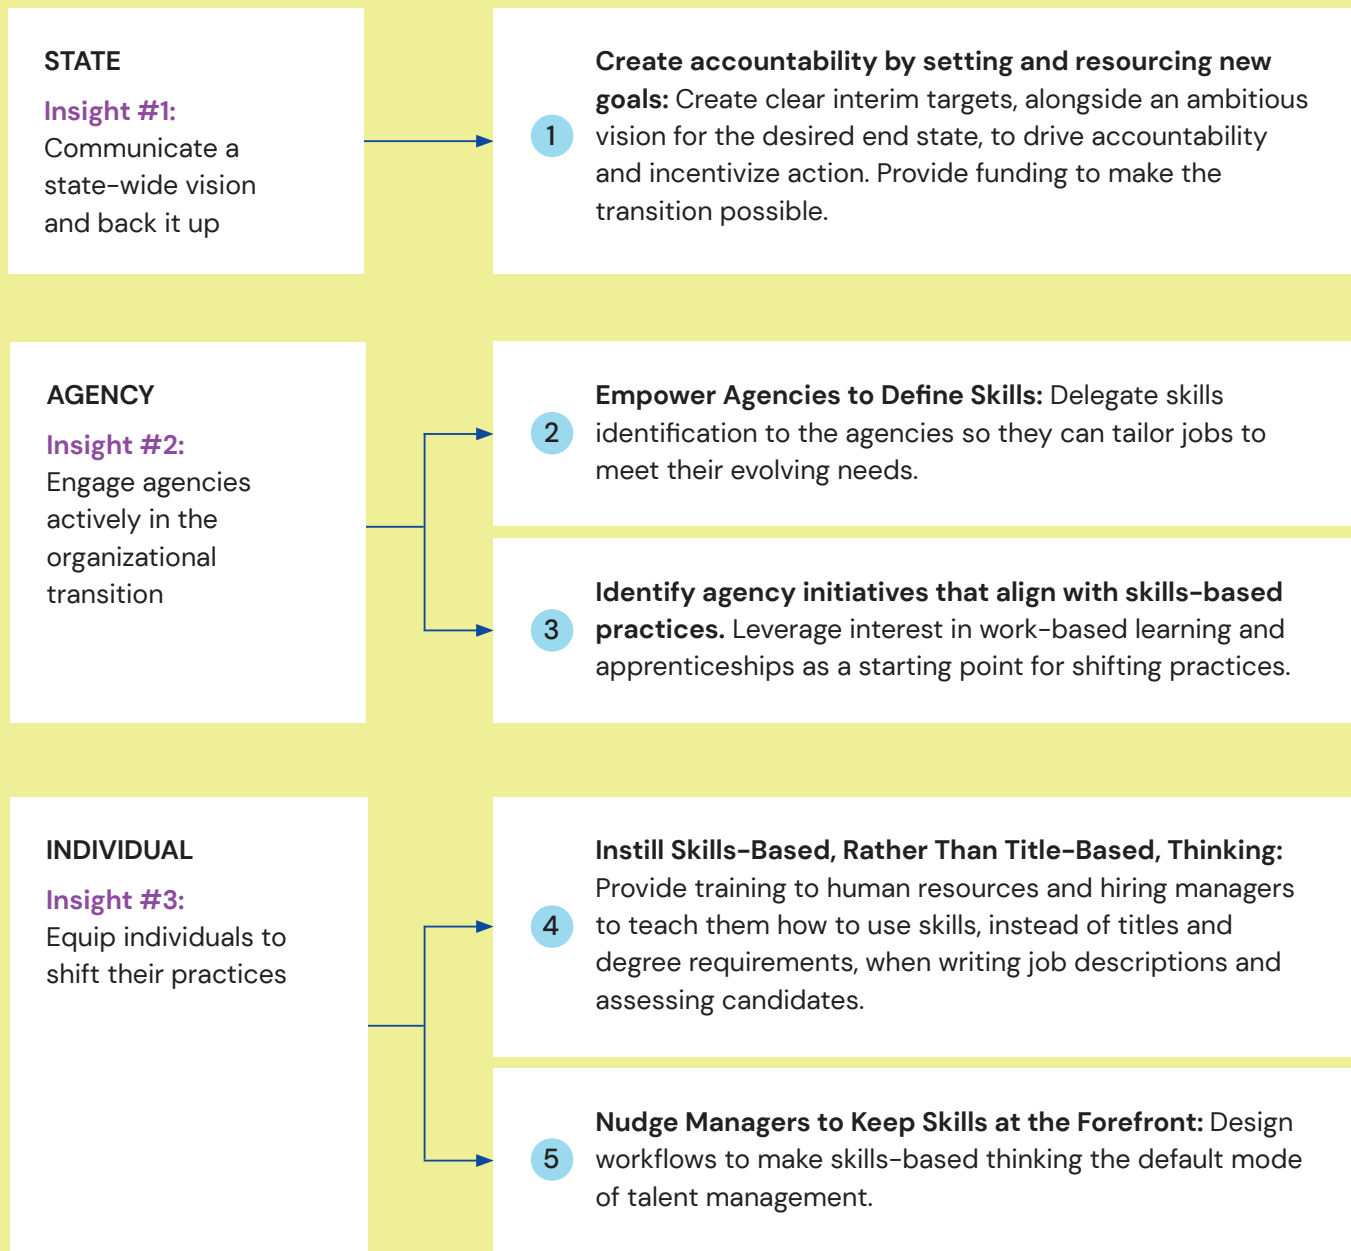 STATE
Insight #1:
Communicate a
state-wide vision
and back it up
1
Create accountability by setting and resourcing new
goals: Create clear interim targets, alongside an ambitious
vision for the desired end state, to drive accountability
and incentivize action. Provide funding to make the
transition possible.
AGENCY
Insight #2:
Engage agencies
actively in the
organizational
transition
2
Empower Agencies to Define Skills: Delegate skills
identification to the agencies so they can tailor jobs to
meet their evolving needs.
3
Identify agency initiatives that align with skills-based
practices. Leverage interest in work-based learning and
apprenticeships as a starting point for shifting practices.
INDIVIDUAL
Insight #3:
Equip individuals to
shift their practices
4
Instill Skills-Based, Rather Than Title-Based, Thinking:
Provide training to human resources and hiring managers
to teach them how to use skills, instead of titles and
degree requirements, when writing job descriptions and
assessing candidates.
5
Nudge Managers to Keep Skills at the Forefront: Design
workflows to make skills-based thinking the default mode
of talent management.